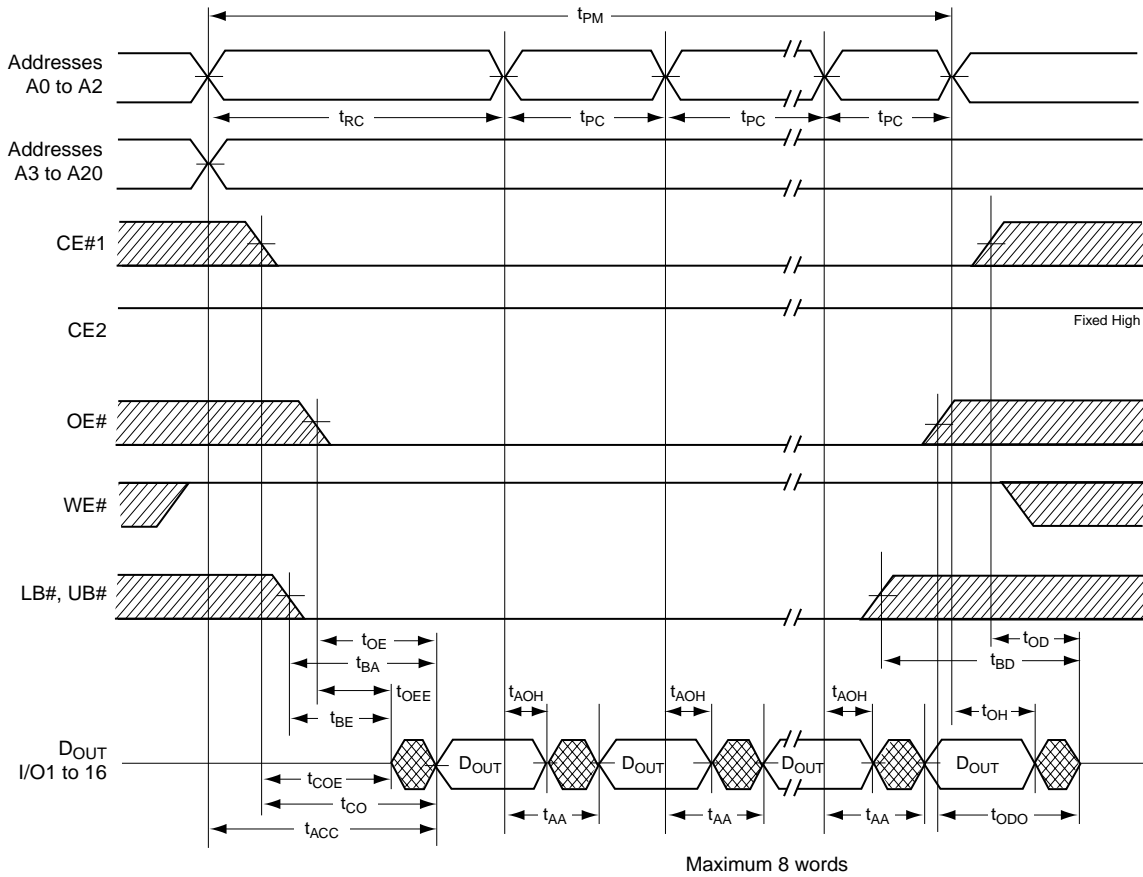 tPM
Addresses
A0 to A2
tRC
tPC
tPC
tPC
Addresses
A3 to A20
CE#1
CE2
Fixed High
OE#
WE#
LB#, UB#
tOE
tOD
tBA
tBD
tOEE
tAOH
tAOH
tAOH
tBE
tOH
DOUT
I/O1 to 16
DOUT
DOUT
DOUT
DOUT
tCOE
tCO
tAA
tAA
tAA
tODO
tACC
Maximum 8 words